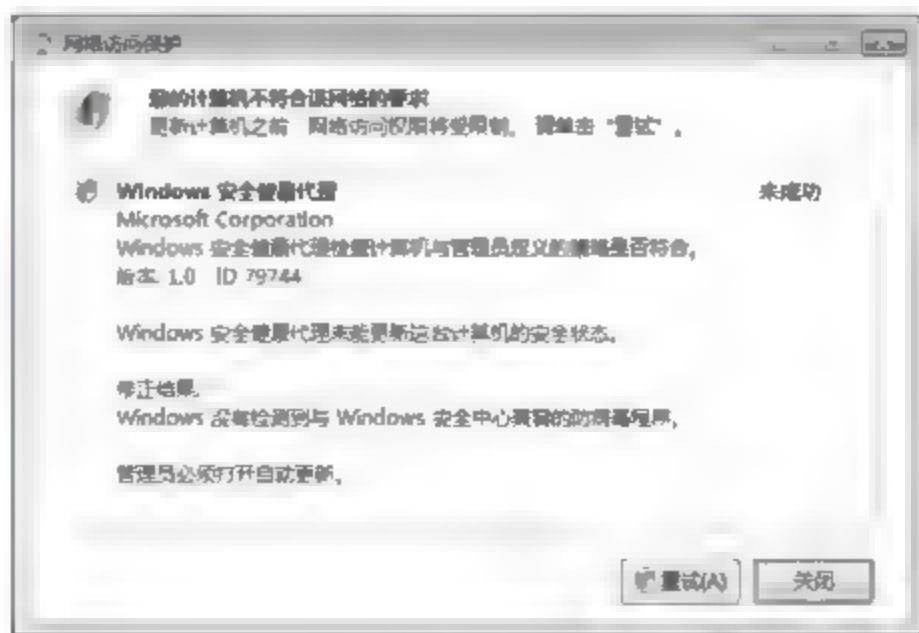 网络访问保护
您的计算机不符合该网络的要求
更新计算机之前 网络访问权限将受限制。 请单击 "重试" 。
Windows 安全健康代理 未成功
Microsoft Corporation
Windows 安全健康代理检查计算机与管理员定义的策略是否符合。
版本 1.0 ID 79744
Windows 安全健康代理未能更新这台计算机的安全状态。
修正结果
Windows 没有检测到与 Windows 安全中心兼容的防病毒程序。
管理员必须打开自动更新。
重试(A) 关闭